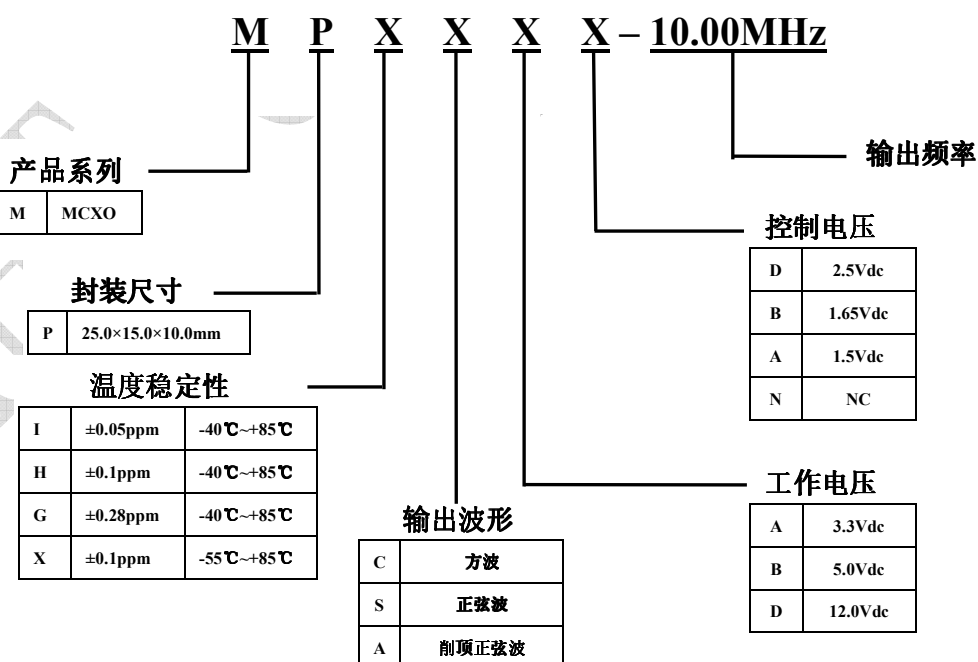 M P X X X X – 10.00MHz
输出频率
产品系列
M MCXO
控制电压
D 2.5Vdc
B 1.65Vdc
A 1.5Vdc
N NC
封装尺寸
P 25.0×15.0×10.0mm
温度稳定性
I ±0.05ppm -40℃~+85℃
H ±0.1ppm -40℃~+85℃
G ±0.28ppm -40℃~+85℃
X ±0.1ppm -55℃~+85℃
工作电压
A 3.3Vdc
B 5.0Vdc
D 12.0Vdc
输出波形
C 方波
S 正弦波
A 削顶正弦波